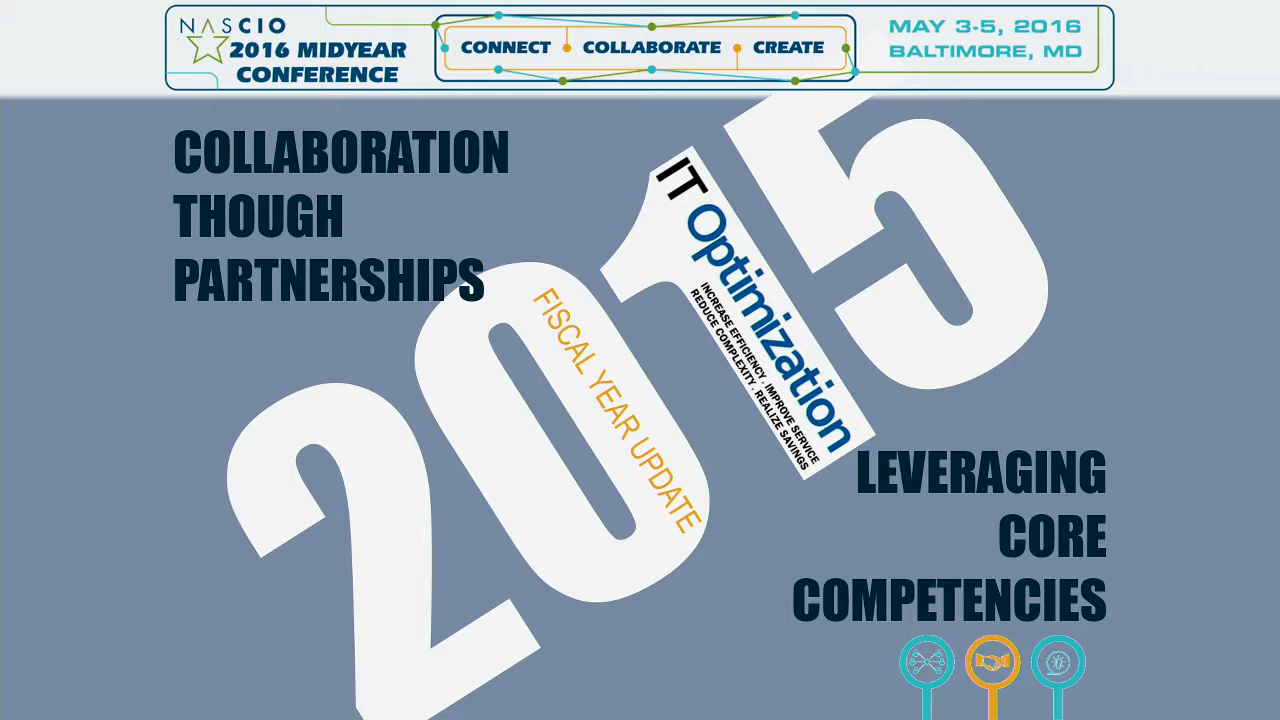 NASCIO
2016 MIDYEAR
CONFERENCE
CONNECT COLLABORATE CREATE
MAY 3-5, 2016
BALTIMORE, MD
COLLABORATION
THOUGH
PARTNERSHIPS
2015
FISCAL YEAR UPDATE
IT Optimization
INCREASE EFFICIENCY . IMPROVE SERVICE
REDUCE COMPLEXITY . REALIZE SAVINGS
LEVERAGING
CORE
COMPETENCIES